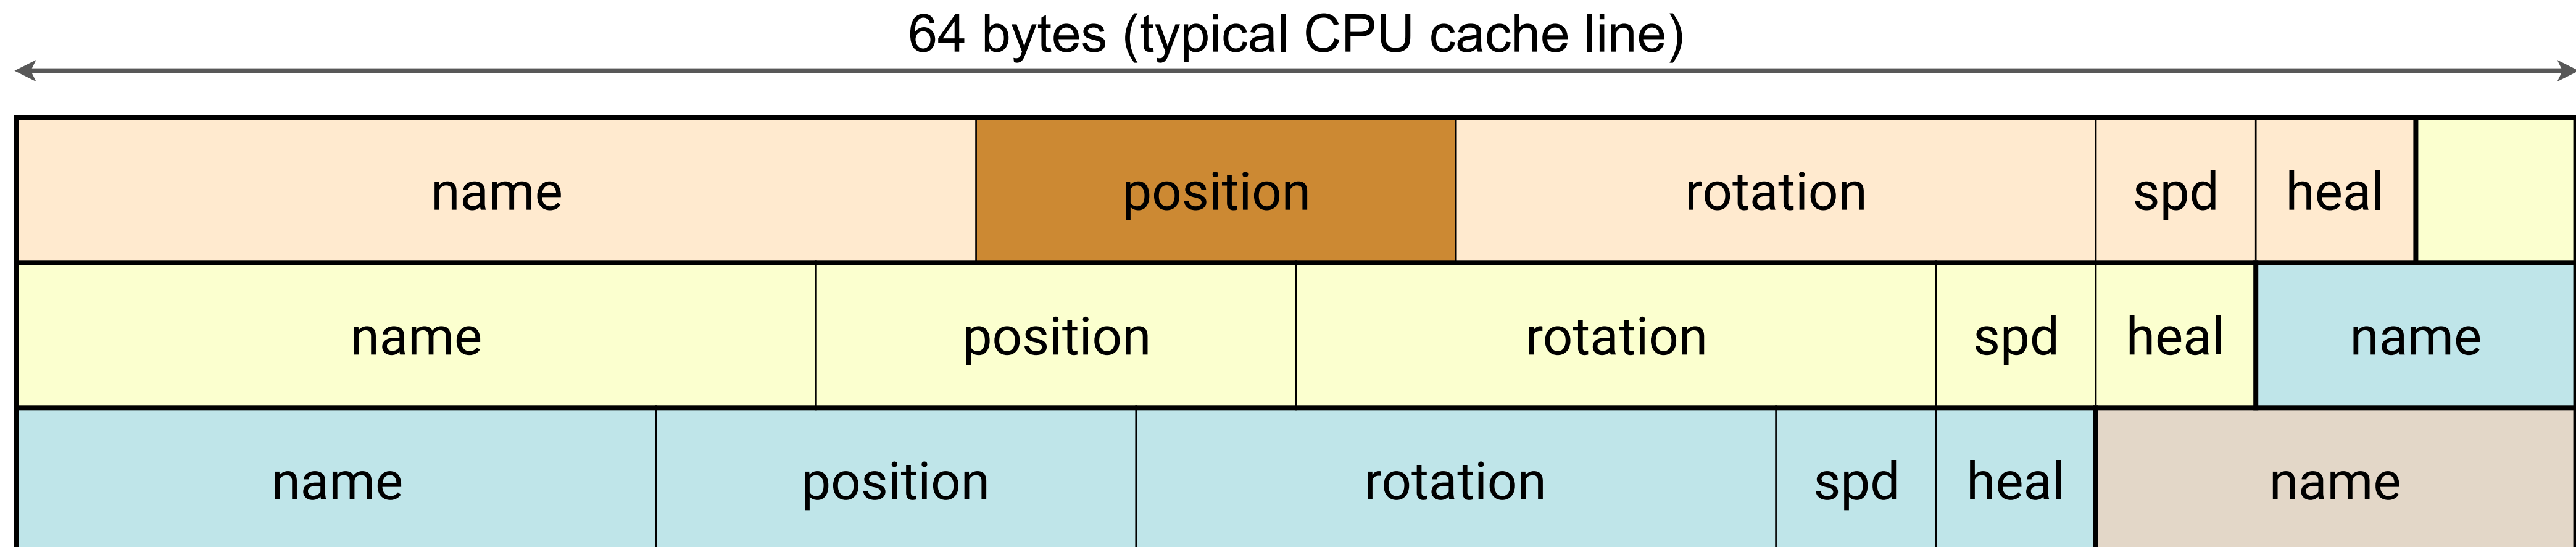 64 bytes (typical CPU cache line)
name position rotation spd heal
name position rotation spd heal name
name position rotation spd heal name